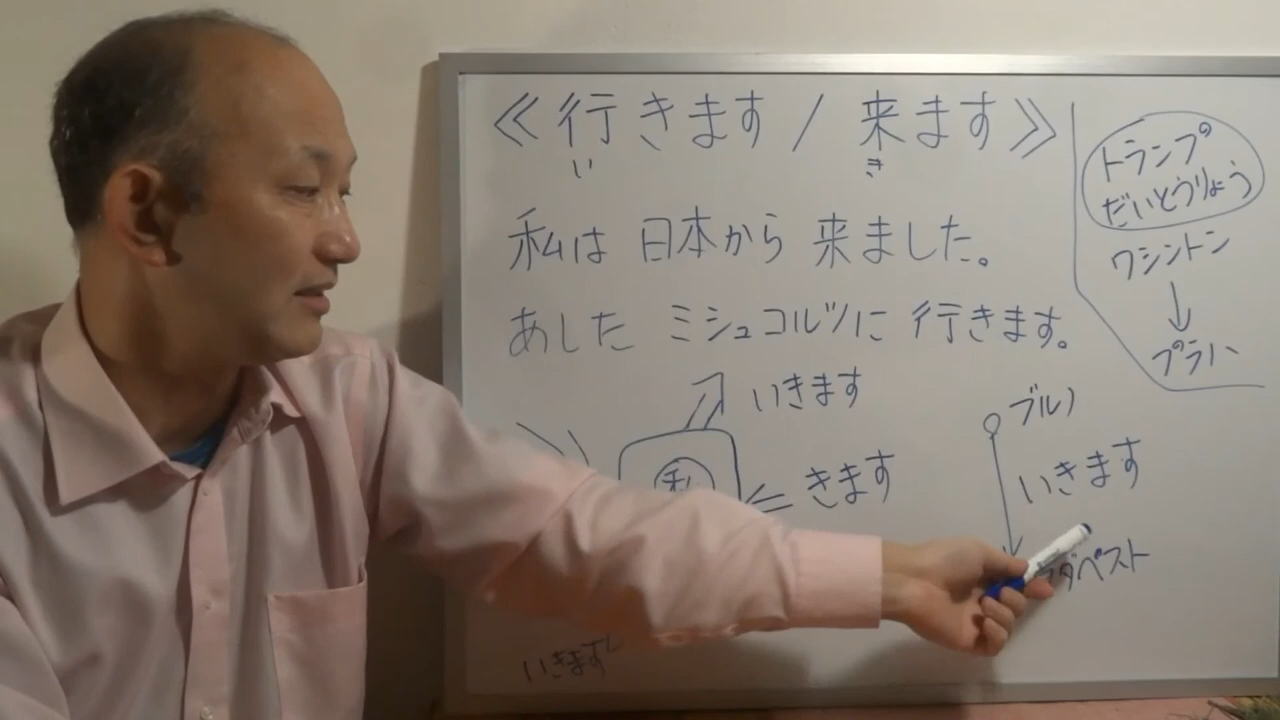 ≪行きます / 来ます≫
い き
私は 日本から 来ました。
あした ミシュコルツに 行きます。
いきます
私
きます
いきます
トランプの
だいとうりょう
ワシントン
↓
プラハ
ブルノ
いきます
ダペスト